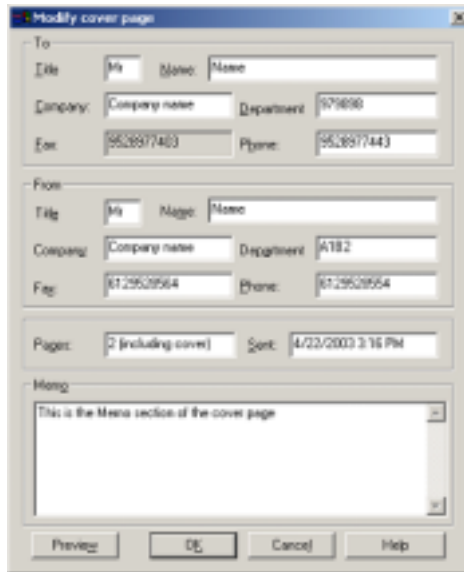 Modify cover page
To
Title Mr Name: Name
Company: Company name Department 979898
Fax: 9528977403 Phone: 9528977443
From
Title Mr Name: Name
Company: Company name Department A1B2
Fax: 6129528564 Phone: 6129528554
Pages: 2 (including cover) Sent: 4/22/2003 3:16 PM
Memo
This is the Memo section of the cover page
Preview OK Cancel Help